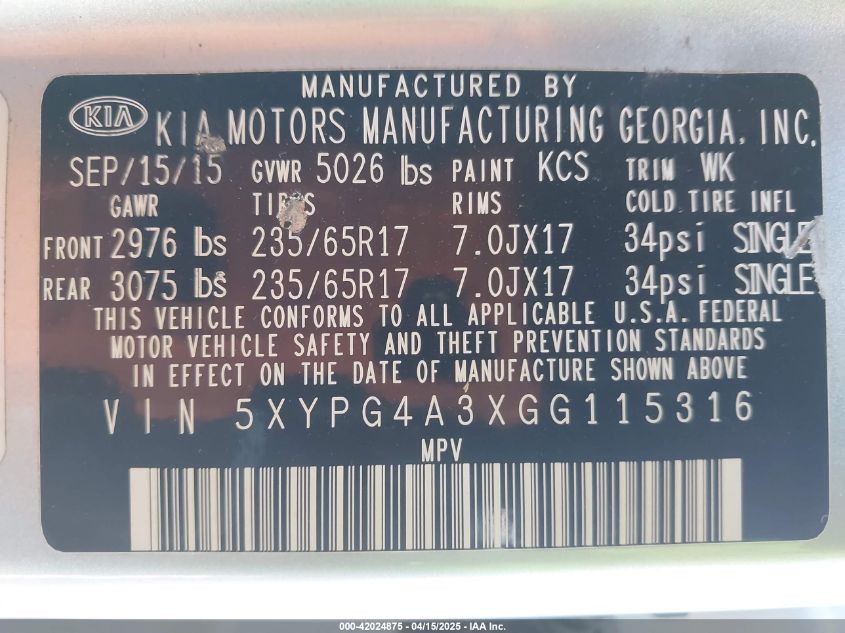 MANUFACTURED BY
KIA KIA MOTORS MANUFACTURING GEORGIA, INC.
SEP/15/15 GVWR 5026 lbs PAINT KCS TRIM WK
GAWR TIRES RIMS COLD TIRE INFL
FRONT 2976 lbs 235/65R17 7.0JX17 34psi SINGLE
REAR 3075 lbs 235/65R17 7.0JX17 34psi SINGLE
THIS VEHICLE CONFORMS TO ALL APPLICABLE U.S.A. FEDERAL
MOTOR VEHICLE SAFETY AND THEFT PREVENTION STANDARDS
IN EFFECT ON THE DATE OF MANUFACTURE SHOWN ABOVE
VIN 5XYPG4A3XGG115316
MPV
000-42024875 - 04/15/2025 - IAA Inc.